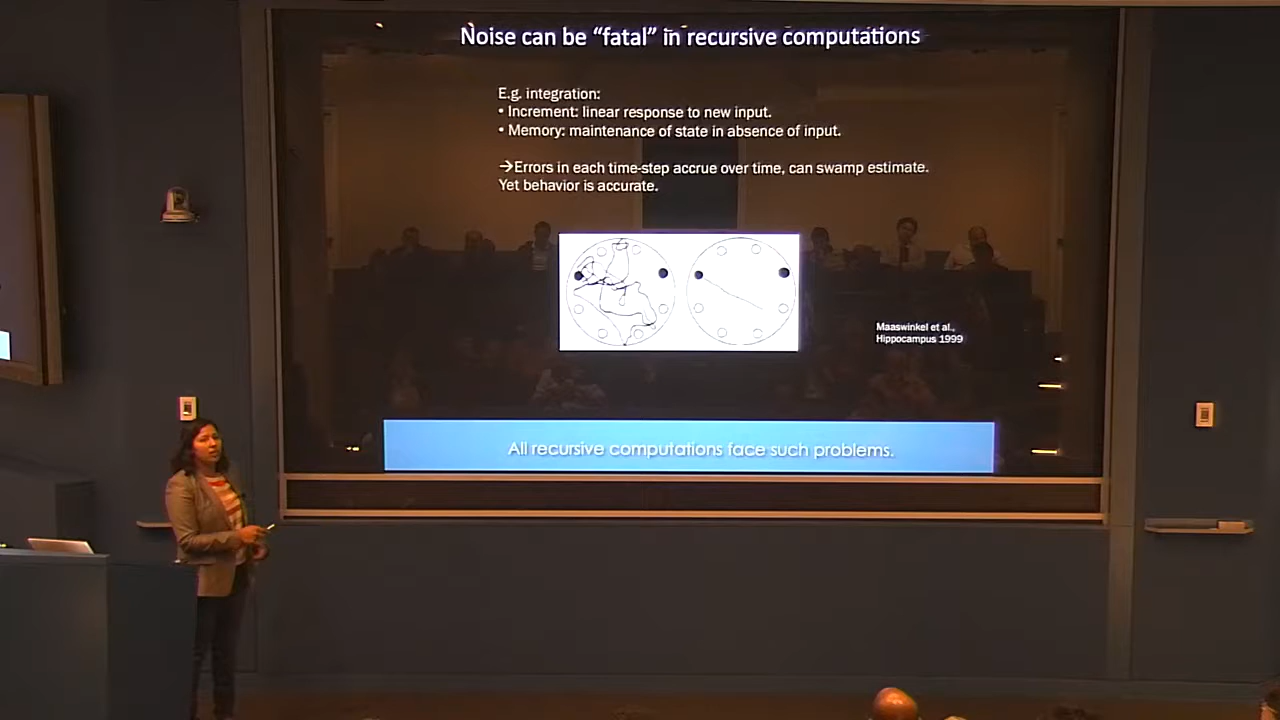 Noise can be “fatal” in recursive computations
E.g. integration:
• Increment: linear response to new input.
• Memory: maintenance of state in absence of input.
→Errors in each time-step accrue over time, can swamp estimate.
Yet behavior is accurate.
Maaswinkel et al.,
Hippocampus 1999
All recursive computations face such problems.